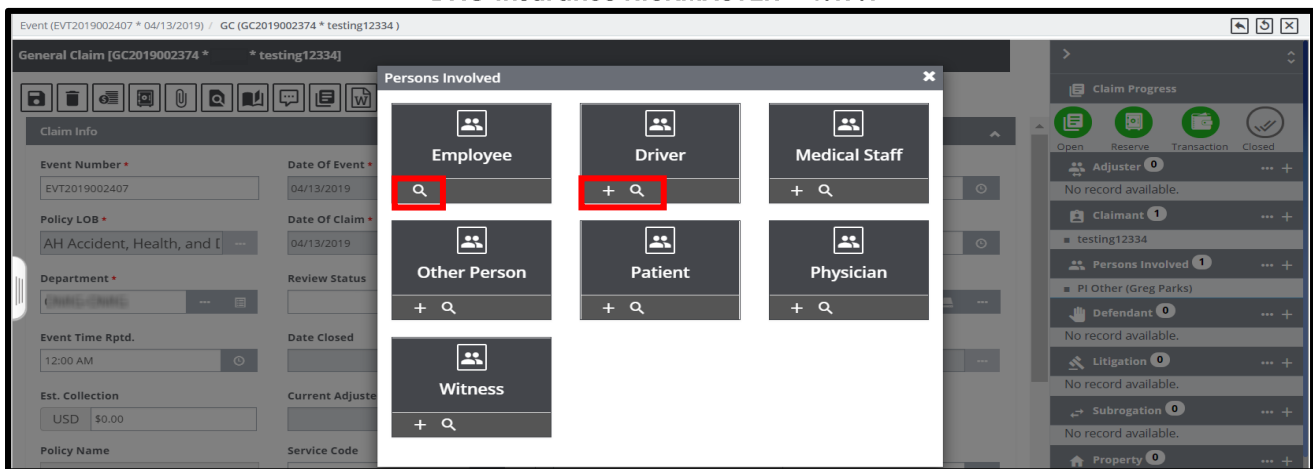 Event (EVT2019002407 * 04/13/2019) / GC (GC2019002374 * testing12334 )
General Claim [GC2019002374 * * testing12334]
Claim Info
Event Number •
Date Of Event •
EVT2019002407
04/13/2019
Policy LOB •
Date Of Claim •
AH Accident, Health, and
04/13/2019
Department •
Review Status
Event Time Rptd.
Date Closed
12:00 AM
Est. Collection
Current Adjuste
USD $0.00
Policy Name
Service Code
Persons Involved
Employee
Driver
Medical Staff
Other Person
Patient
Physician
Witness
Claim Progress
Open Reserve Transaction Closed
Adjuster 0
No record available.
Claimant 1
testing12334
Persons Involved 1
PI Other (Greg Parks)
Defendant 0
No record available.
Litigation 0
No record available.
Subrogation 0
No record available.
Property 0